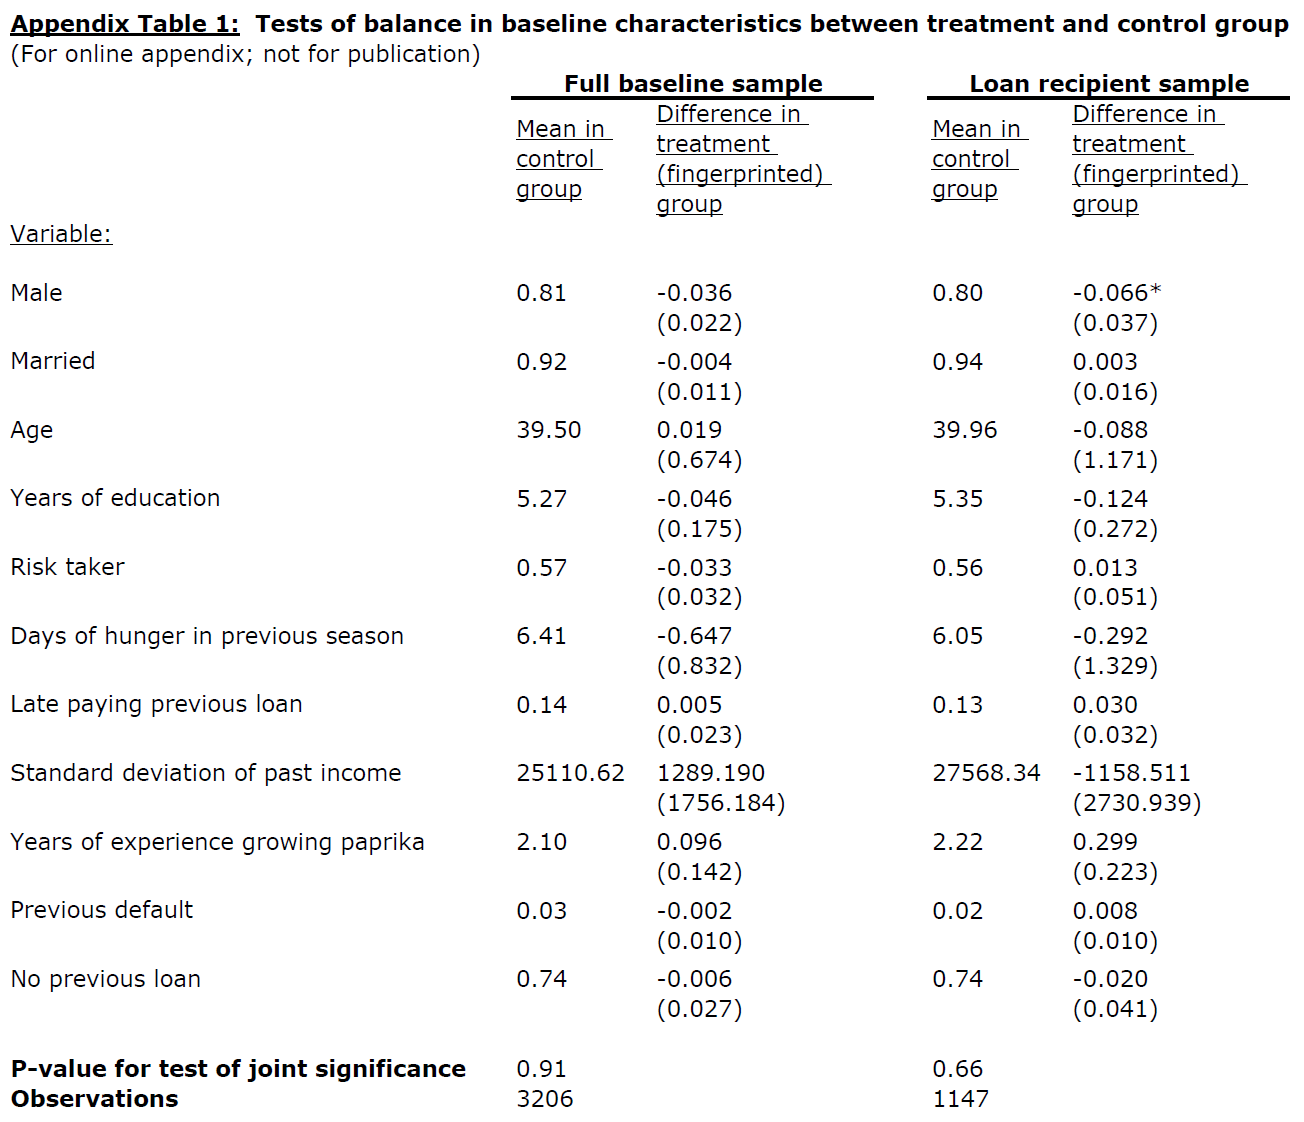 Appendix Table 1: Tests of balance in baseline characteristics between treatment and control group
(For online appendix; not for publication)
Full baseline sample Loan recipient sample
Mean in control group Difference in treatment (fingerprinted) group Mean in control group Difference in treatment (fingerprinted) group
Variable:
Male 0.81 -0.036 0.80 -0.066*
(0.022) (0.037)
Married 0.92 -0.004 0.94 0.003
(0.011) (0.016)
Age 39.50 0.019 39.96 -0.088
(0.674) (1.171)
Years of education 5.27 -0.046 5.35 -0.124
(0.175) (0.272)
Risk taker 0.57 -0.033 0.56 0.013
(0.032) (0.051)
Days of hunger in previous season 6.41 -0.647 6.05 -0.292
(0.832) (1.329)
Late paying previous loan 0.14 0.005 0.13 0.030
(0.023) (0.032)
Standard deviation of past income 25110.62 1289.190 27568.34 -1158.511
(1756.184) (2730.939)
Years of experience growing paprika 2.10 0.096 2.22 0.299
(0.142) (0.223)
Previous default 0.03 -0.002 0.02 0.008
(0.010) (0.010)
No previous loan 0.74 -0.006 0.74 -0.020
(0.027) (0.041)
P-value for test of joint significance 0.91 0.66
Observations 3206 1147